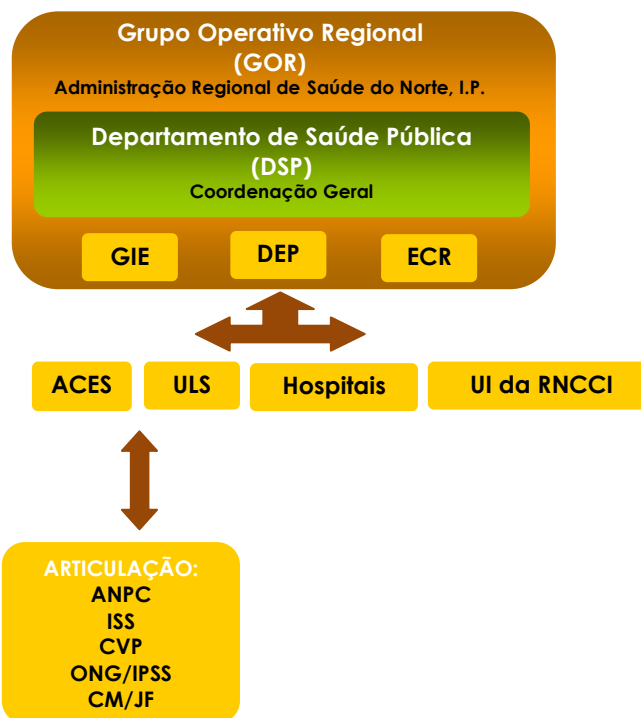 Grupo Operativo Regional
(GOR)
Administração Regional de Saúde do Norte, I.P.
Departamento de Saúde Pública
(DSP)
Coordenação Geral
GIE
DEP
ECR
ACES
ULS
Hospitais
UI da RNCCI
ARTICULAÇÃO:
ANPC
ISS
CVP
ONG/IPSS
CM/JF